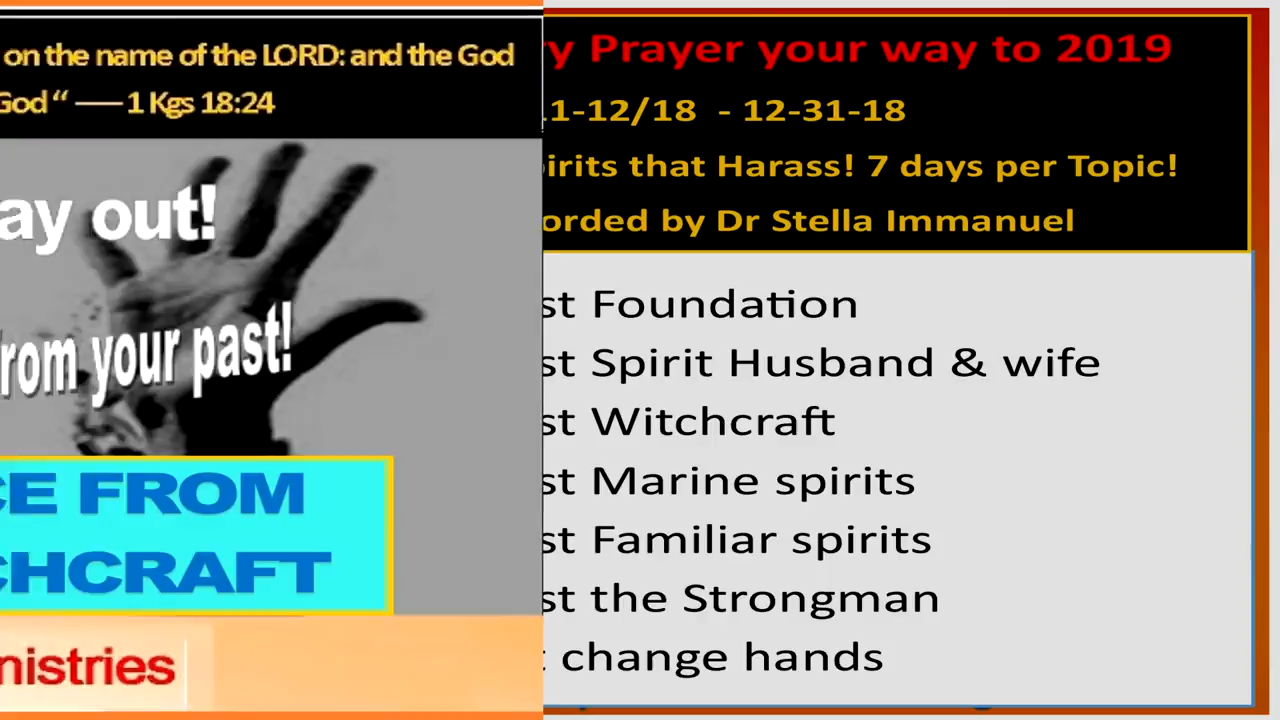 on the name of the LORD: and the God
God “ —— 1 Kgs 18:24
ay out!
from your past!
CE FROM
CHCRAFT
nistries
ry Prayer your way to 2019
11-12/18 - 12-31-18
pirits that Harass! 7 days per Topic!
orded by Dr Stella Immanuel
st Foundation
st Spirit Husband & wife
st Witchcraft
st Marine spirits
st Familiar spirits
st the Strongman
t change hands